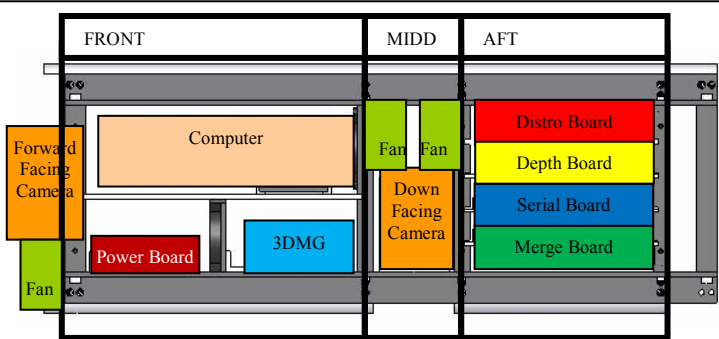 FRONT
MIDD
AFT
Computer
Forward
Facing
Camera
Fan
Fan
Distro Board
Depth Board
Down
Facing
Camera
Serial Board
Power Board
3DMG
Merge Board
Fan